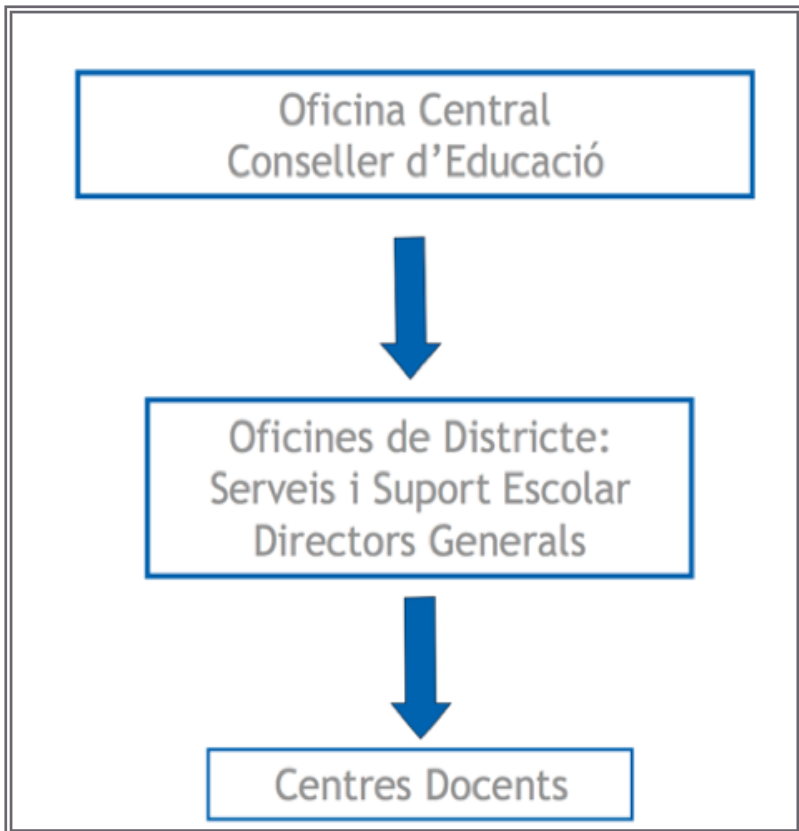 Oficina Central
Conseller d’Educació
Oficines de Districte:
Serveis i Suport Escolar
Directors Generals
Centres Docents